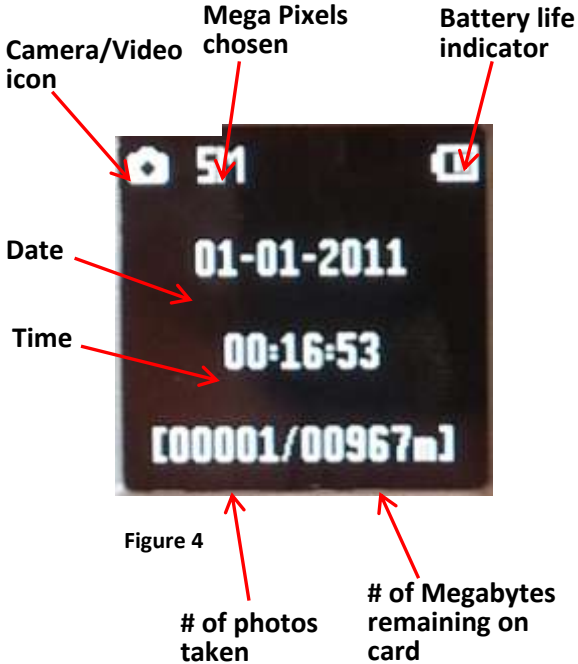 Mega Pixels
chosen
Battery life
indicator
Camera/Video
icon
5M
Date
01-01-2011
Time
00:16:53
[00001/00967m]
Figure 4
# of photos
taken
# of Megabytes
remaining on
card